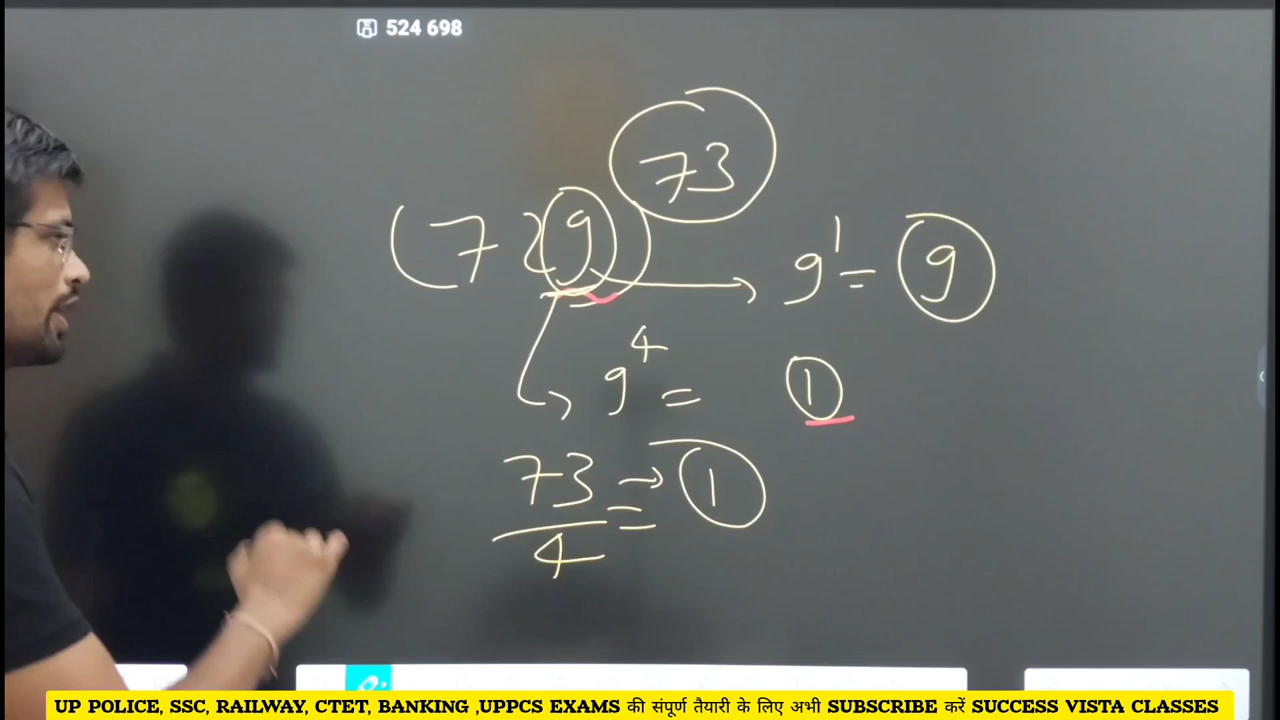 524 698
73
(729) → 9¹ = 9
9⁴ = 1
73/4 → = 1
UP POLICE, SSC, RAILWAY, CTET, BANKING ,UPPCS EXAMS की संपूर्ण तैयारी के लिए अभी SUBSCRIBE करें SUCCESS VISTA CLASSES